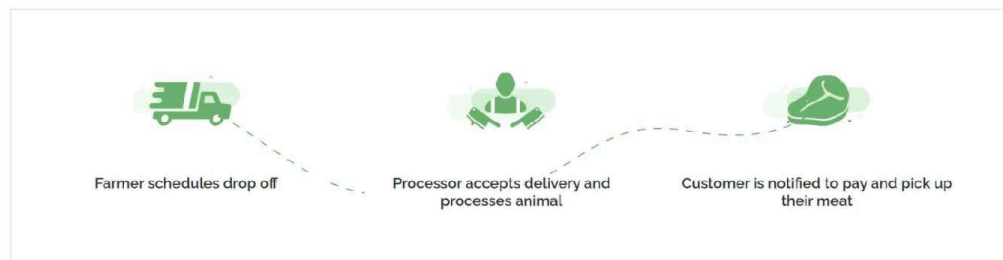 Farmer schedules drop off
Processor accepts delivery and
processes animal
Customer is notified to pay and pick up
their meat